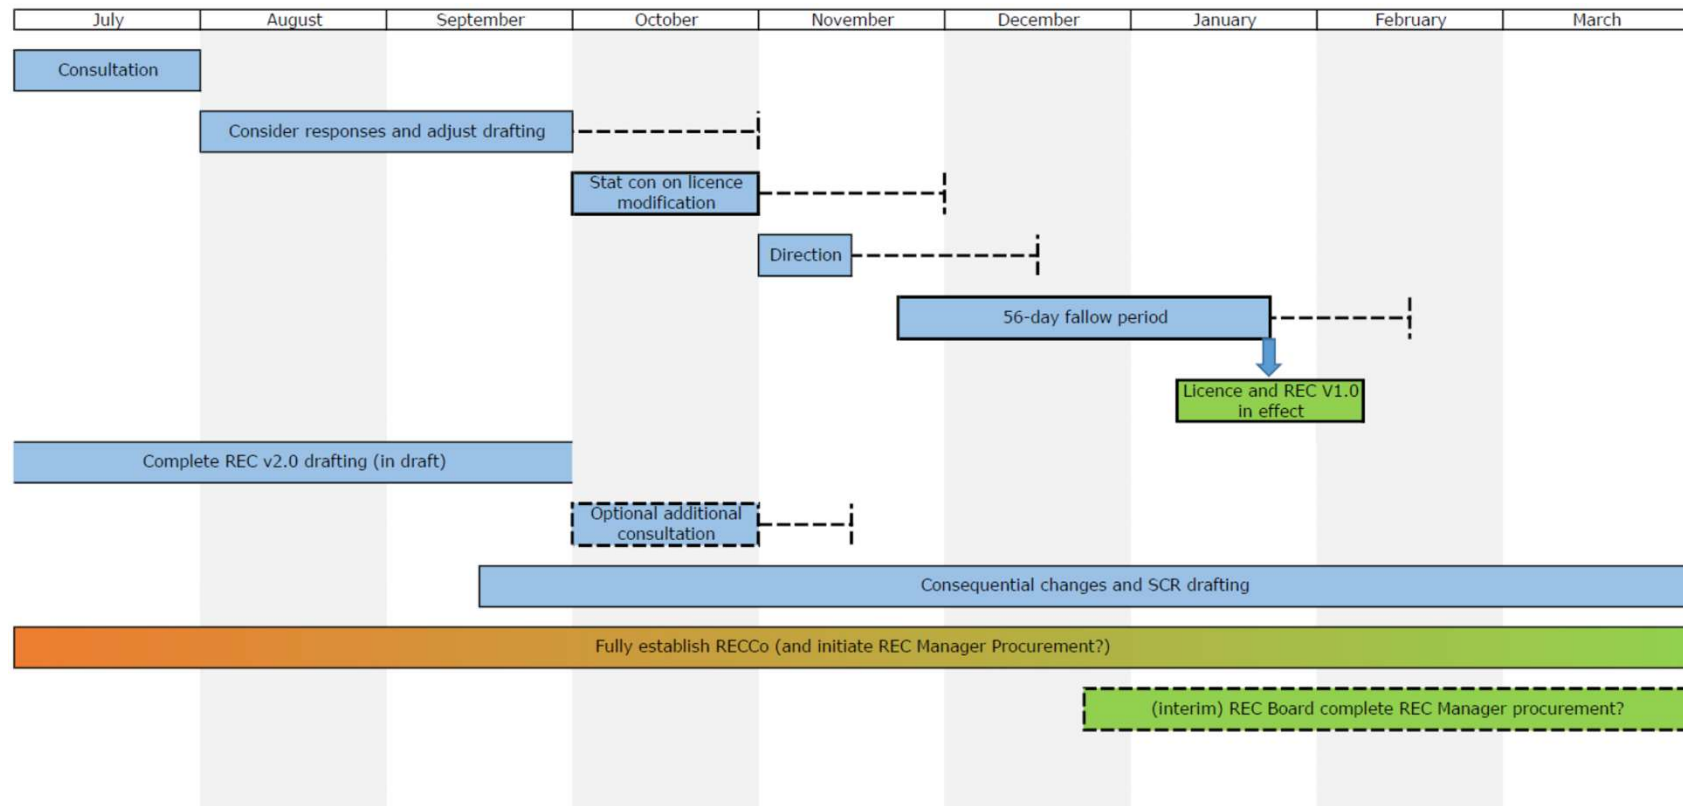 July August September October November December January February March
Consultation
Consider responses and adjust drafting
Stat con on licence
modification
Direction
56-day fallow period
Licence and REC V1.0
in effect
Complete REC v2.0 drafting (in draft)
Optional additional
consultation
Consequential changes and SCR drafting
Fully establish RECCo (and initiate REC Manager Procurement?)
(interim) REC Board complete REC Manager procurement?